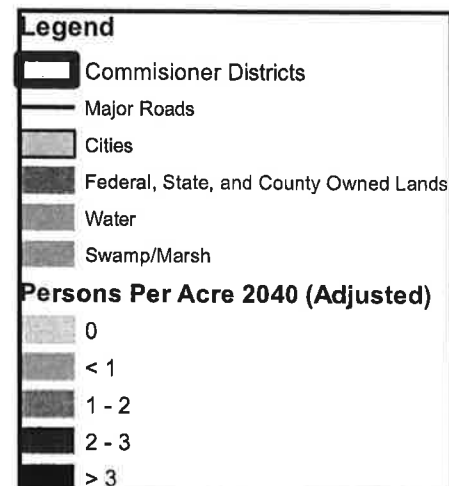 Legend
Commisioner Districts
Major Roads
Cities
Federal, State, and County Owned Lands
Water
Swamp/Marsh
Persons Per Acre 2040 (Adjusted)
0
< 1
1 - 2
2 - 3
> 3